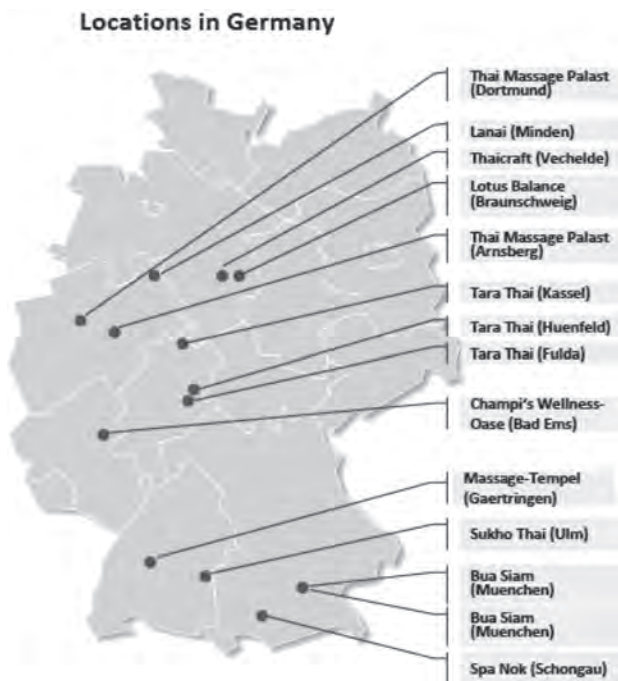 Locations in Germany
Thai Massage Palast
(Dortmund)
Lanai (Minden)
Thaicraft (Vechelde)
Lotus Balance
(Braunschweig)
Thai Massage Palast
(Arnsberg)
Tara Thai (Kassel)
Tara Thai (Huenfeld)
Tara Thai (Fulda)
Champi's Wellness-
Oase (Bad Ems)
Massage-Tempel
(Gaertringen)
Sukho Thai (Ulm)
Bua Siam
(Muenchen)
Bua Siam
(Muenchen)
Spa Nok (Schongau)